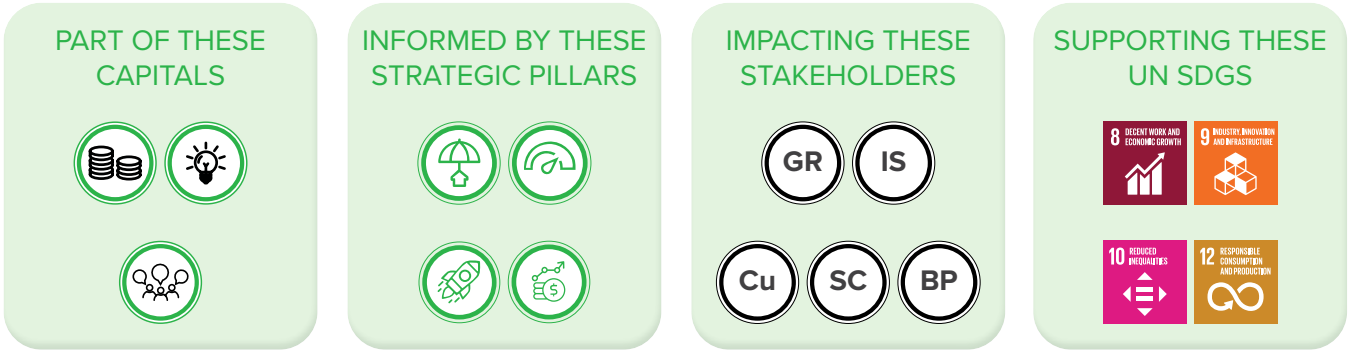 PART OF THESE
CAPITALS
INFORMED BY THESE
STRATEGIC PILLARS
$
IMPACTING THESE
STAKEHOLDERS
GR
IS
Cu
SC
BP
SUPPORTING THESE
UN SDGS
8 DECENT WORK AND
ECONOMIC GROWTH
9 INDUSTRY, INNOVATION
AND INFRASTRUCTURE
10 REDUCED
INEQUALITIES
12 RESPONSIBLE
CONSUMPTION
AND PRODUCTION